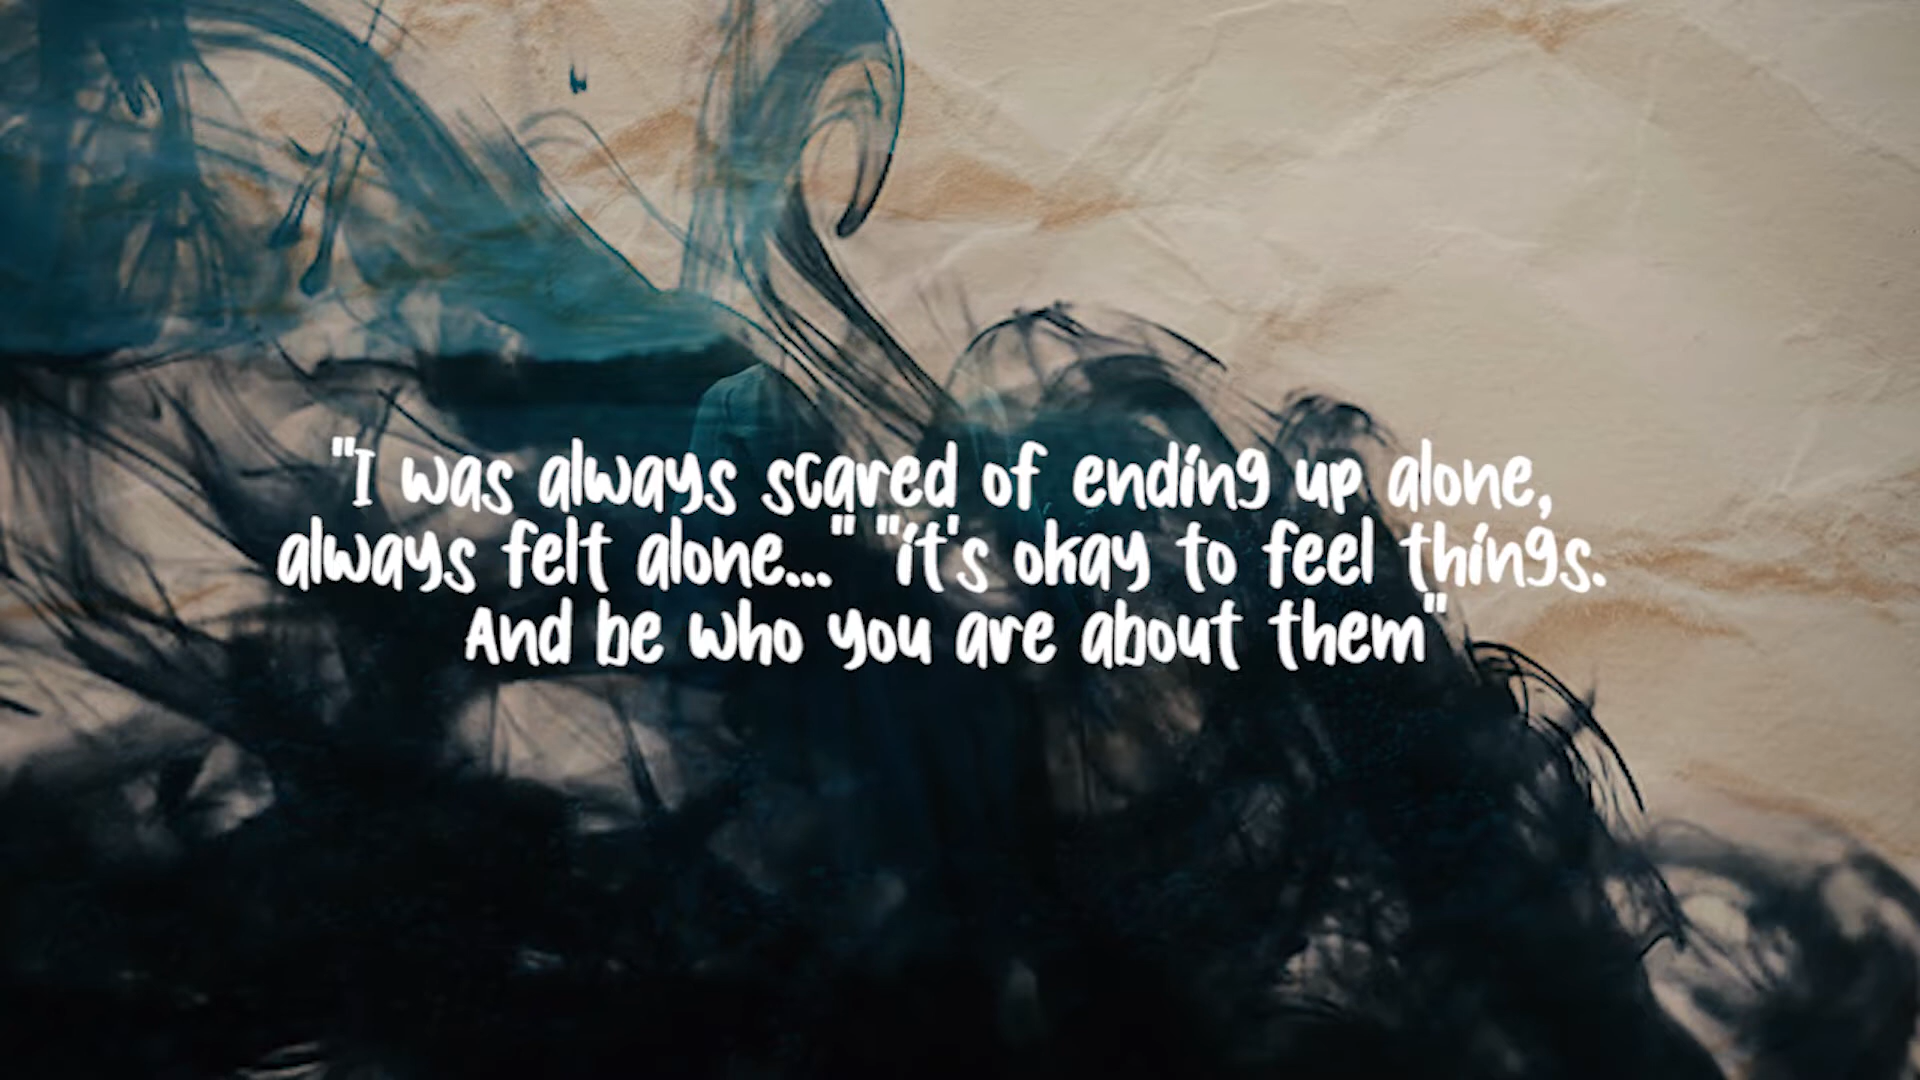 "I was always scared of ending up alone,
always felt alone..." "it's okay to feel things.
And be who you are about them"